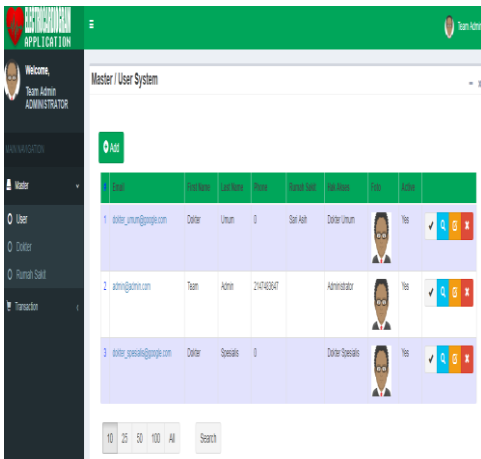 ELECTROCARDIOGRAM
APPLICATION
Team Admin
Welcome,
Team Admin
ADMINISTRATOR
Master / User System
MAIN NAVIGATION
Add
Master
# Email First Name Last Name Phone Rumah Sakit Hak Akses Foto Active
User
1 dokter_umum@google.com Dokter Umum 0 Sari Asih Dokter Umum Yes
Dokter
Rumah Sakit
2 admin@admin.com Team Admin 2147483647 Administrator Yes
Transaction
3 dokter_spesialis@google.com Dokter Spesialis 0 Dokter Spesialis Yes
10 25 50 100 All Search